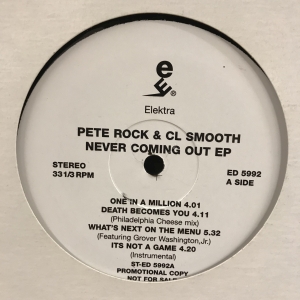 e
Elektra
PETE ROCK & CL SMOOTH
NEVER COMING OUT EP
STEREO
33 1/3 RPM
ED 5992
A SIDE
ONE IN A MILLION 4.01
DEATH BECOMES YOU 4.11
(Philadelphia Cheese mix)
WHAT'S NEXT ON THE MENU 5.32
(Featuring Grover Washington,Jr.)
ITS NOT A GAME 4.20
(Instrumental)
ST-ED 5992A
PROMOTIONAL COPY
NOT FOR SALE